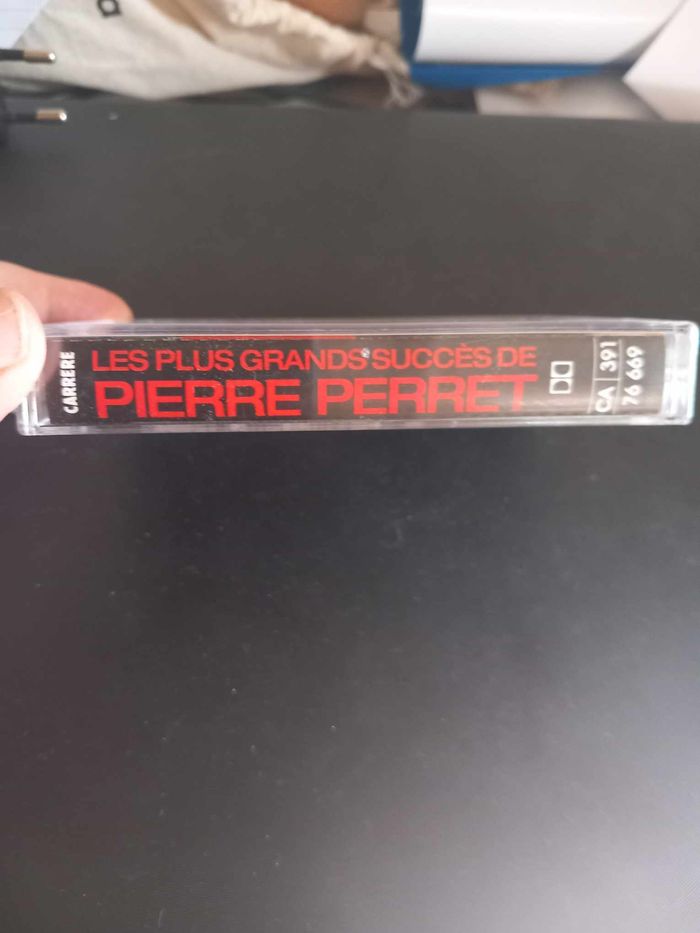 CARRERE
LES PLUS GRANDS SUCCÈS DE
PIERRE PERRET
CA 391
76 669